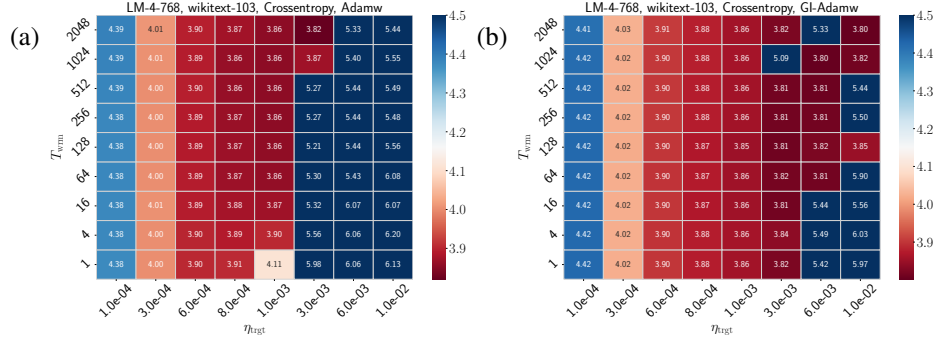 LM-4-768, wikitext-103, Crossentropy, Adamw
(a)
T_wrm
2048 4.39 4.01 3.90 3.87 3.86 3.82 5.33 5.44
1024 4.39 4.01 3.89 3.86 3.86 3.87 5.40 5.55
512 4.39 4.00 3.89 3.86 3.86 5.27 5.44 5.49
256 4.38 4.00 3.89 3.87 3.86 5.27 5.44 5.48
128 4.38 4.00 3.89 3.87 3.86 5.21 5.44 5.56
64 4.38 4.00 3.89 3.87 3.86 5.30 5.43 6.08
16 4.38 4.01 3.89 3.88 3.87 5.32 6.07 6.07
4 4.38 4.00 3.90 3.89 3.90 5.56 6.06 6.20
1 4.38 4.00 3.90 3.91 4.11 5.98 6.06 6.13
1.0e-04 3.0e-04 6.0e-04 8.0e-04 1.0e-03 3.0e-03 6.0e-03 1.0e-02
η_trgt
4.5
4.4
4.3
4.2
4.1
4.0
3.9
LM-4-768, wikitext-103, Crossentropy, GI-Adamw
(b)
T_wrm
2048 4.41 4.03 3.91 3.88 3.86 3.82 5.33 3.80
1024 4.42 4.02 3.90 3.88 3.86 5.09 3.80 3.82
512 4.42 4.02 3.90 3.88 3.86 3.81 3.81 5.44
256 4.42 4.02 3.90 3.88 3.86 3.81 3.81 5.50
128 4.42 4.02 3.90 3.87 3.85 3.81 3.82 3.85
64 4.42 4.02 3.90 3.88 3.86 3.82 3.81 5.90
16 4.42 4.02 3.90 3.88 3.86 3.81 5.44 5.56
4 4.42 4.02 3.90 3.88 3.86 3.84 5.49 6.03
1 4.42 4.02 3.90 3.88 3.86 3.82 5.42 5.97
1.0e-04 3.0e-04 6.0e-04 8.0e-04 1.0e-03 3.0e-03 6.0e-03 1.0e-02
η_trgt
4.5
4.4
4.3
4.2
4.1
4.0
3.9